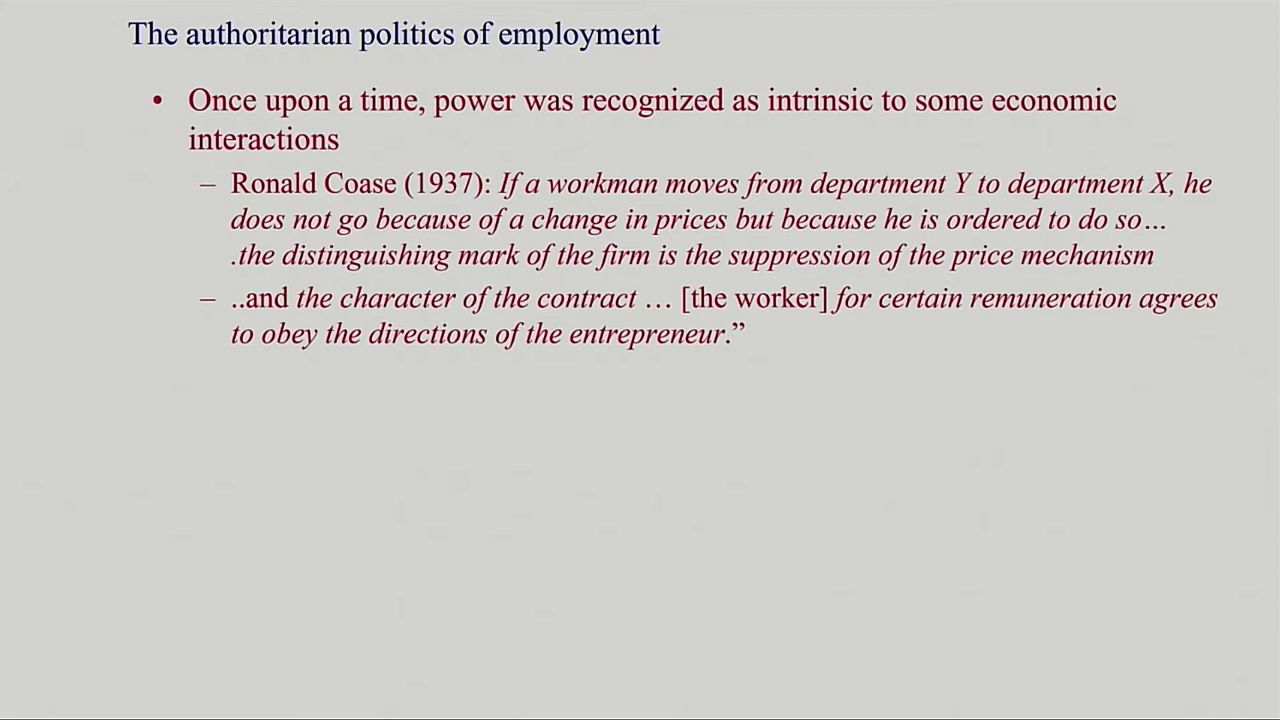 The authoritarian politics of employment
• Once upon a time, power was recognized as intrinsic to some economic
interactions
– Ronald Coase (1937): If a workman moves from department Y to department X, he
does not go because of a change in prices but because he is ordered to do so…
.the distinguishing mark of the firm is the suppression of the price mechanism
– ..and the character of the contract … [the worker] for certain remuneration agrees
to obey the directions of the entrepreneur.”